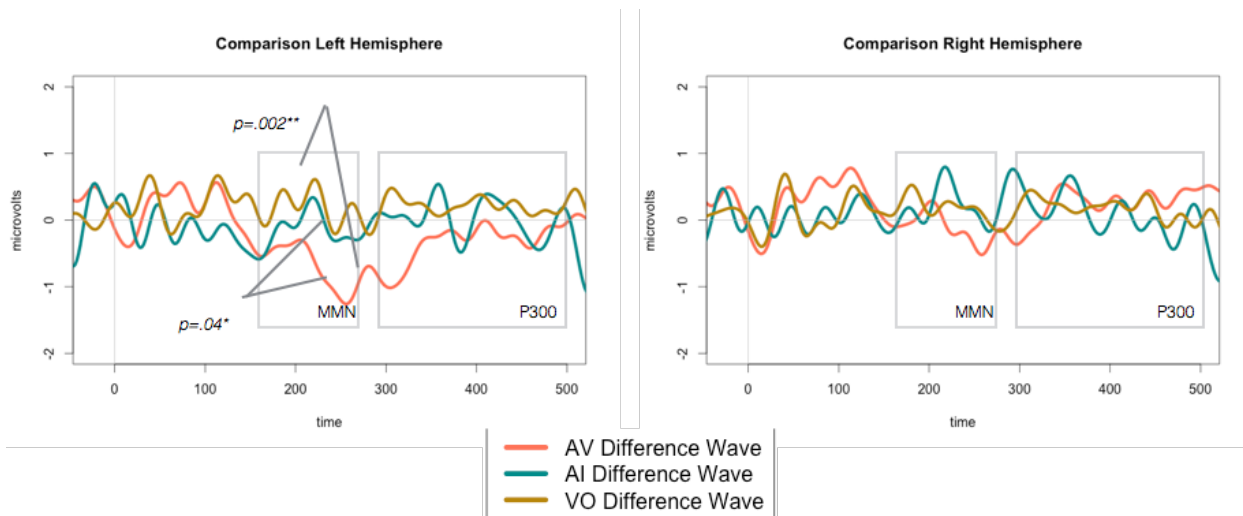 Comparison Left Hemisphere
microvolts
2
1
0
-1
-2
p=.002**
p=.04*
MMN
P300
0
100
200
300
400
500
time
Comparison Right Hemisphere
microvolts
2
1
0
-1
-2
MMN
P300
0
100
200
300
400
500
time
AV Difference Wave
AI Difference Wave
VO Difference Wave